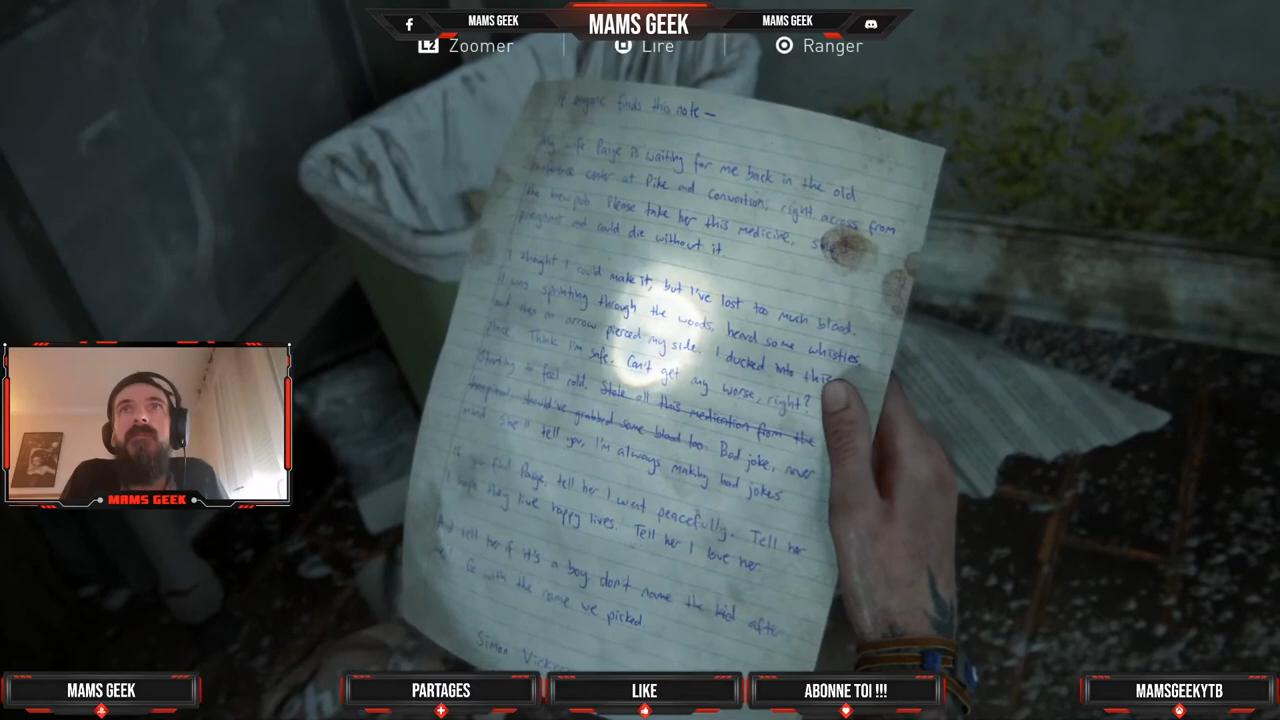 MAMS GEEK
MAMS GEEK
MAMS GEEK
L2 Zoomer
Lire
Ranger
If anyone finds this note —
My wife Paige is waiting for me back in the old
conference center at Pike and Convention, right across from
the brewpub. Please take her this medicine, she's
pregnant and could die without it.
I thought I could make it, but I've lost too much blood.
I was sprinting through the woods, heard some whistles,
and then an arrow pierced my side. I ducked into this
place. Think I'm safe. Can't get any worse, right?
Starting to feel cold. Stole all this medication from the
hospital, should've grabbed some blood too. Bad joke, never
mind. She'll tell you, I'm always making bad jokes
If you find Paige, tell her I went peacefully. Tell her
I hope they live happy lives. Tell her I love her.
And tell her if it's a boy don't name the kid after
me. Go with the name we picked
Simon
MAMS GEEK
MAMS GEEK
PARTAGES
LIKE
ABONNE TOI !!!
MAMSGEEKYTB